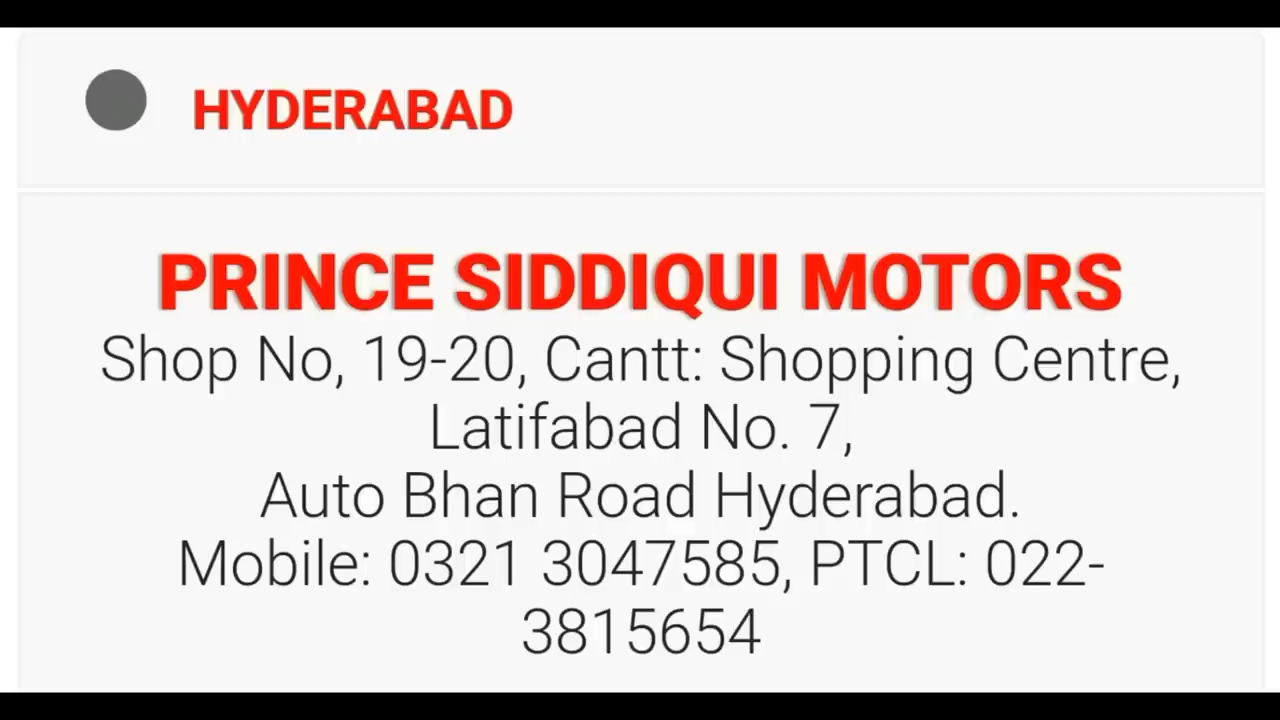 HYDERABAD
PRINCE SIDDIQUI MOTORS
Shop No, 19-20, Cantt: Shopping Centre,
Latifabad No. 7,
Auto Bhan Road Hyderabad.
Mobile: 0321 3047585, PTCL: 022-
3815654